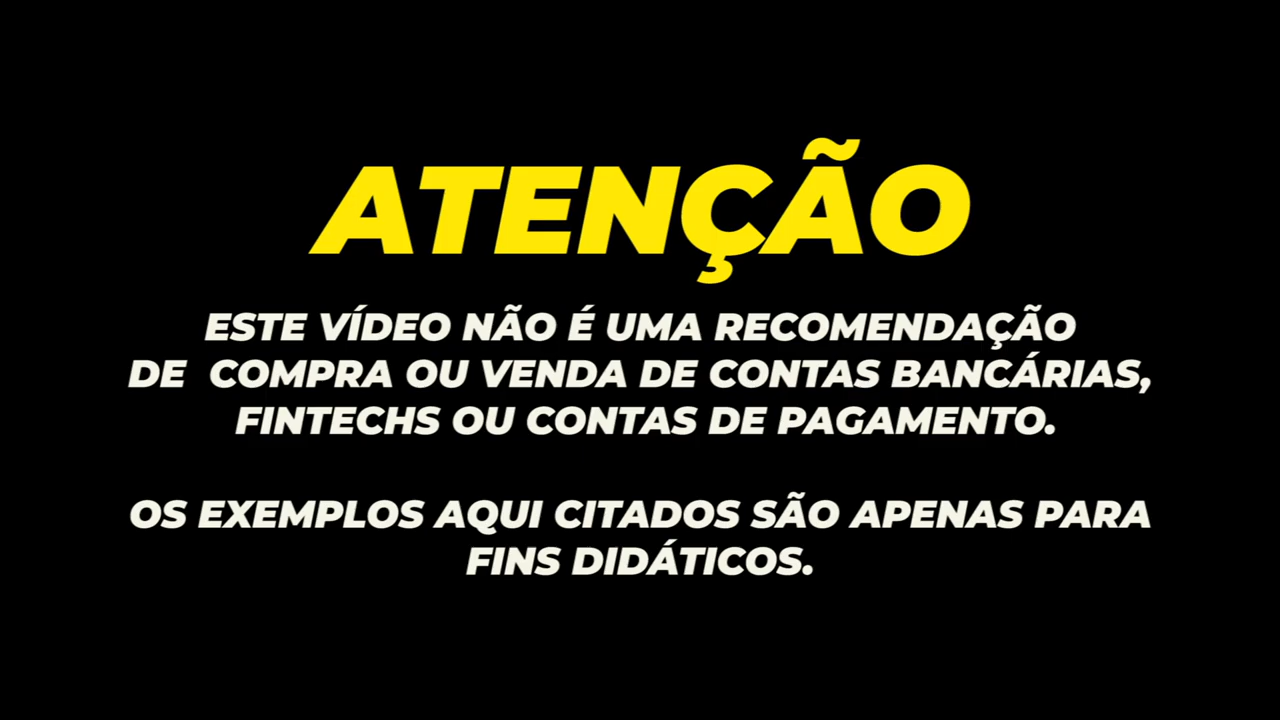 ATENÇÃO
ESTE VÍDEO NÃO É UMA RECOMENDAÇÃO
DE COMPRA OU VENDA DE CONTAS BANCÁRIAS,
FINTECHS OU CONTAS DE PAGAMENTO.
OS EXEMPLOS AQUI CITADOS SÃO APENAS PARA
FINS DIDÁTICOS.